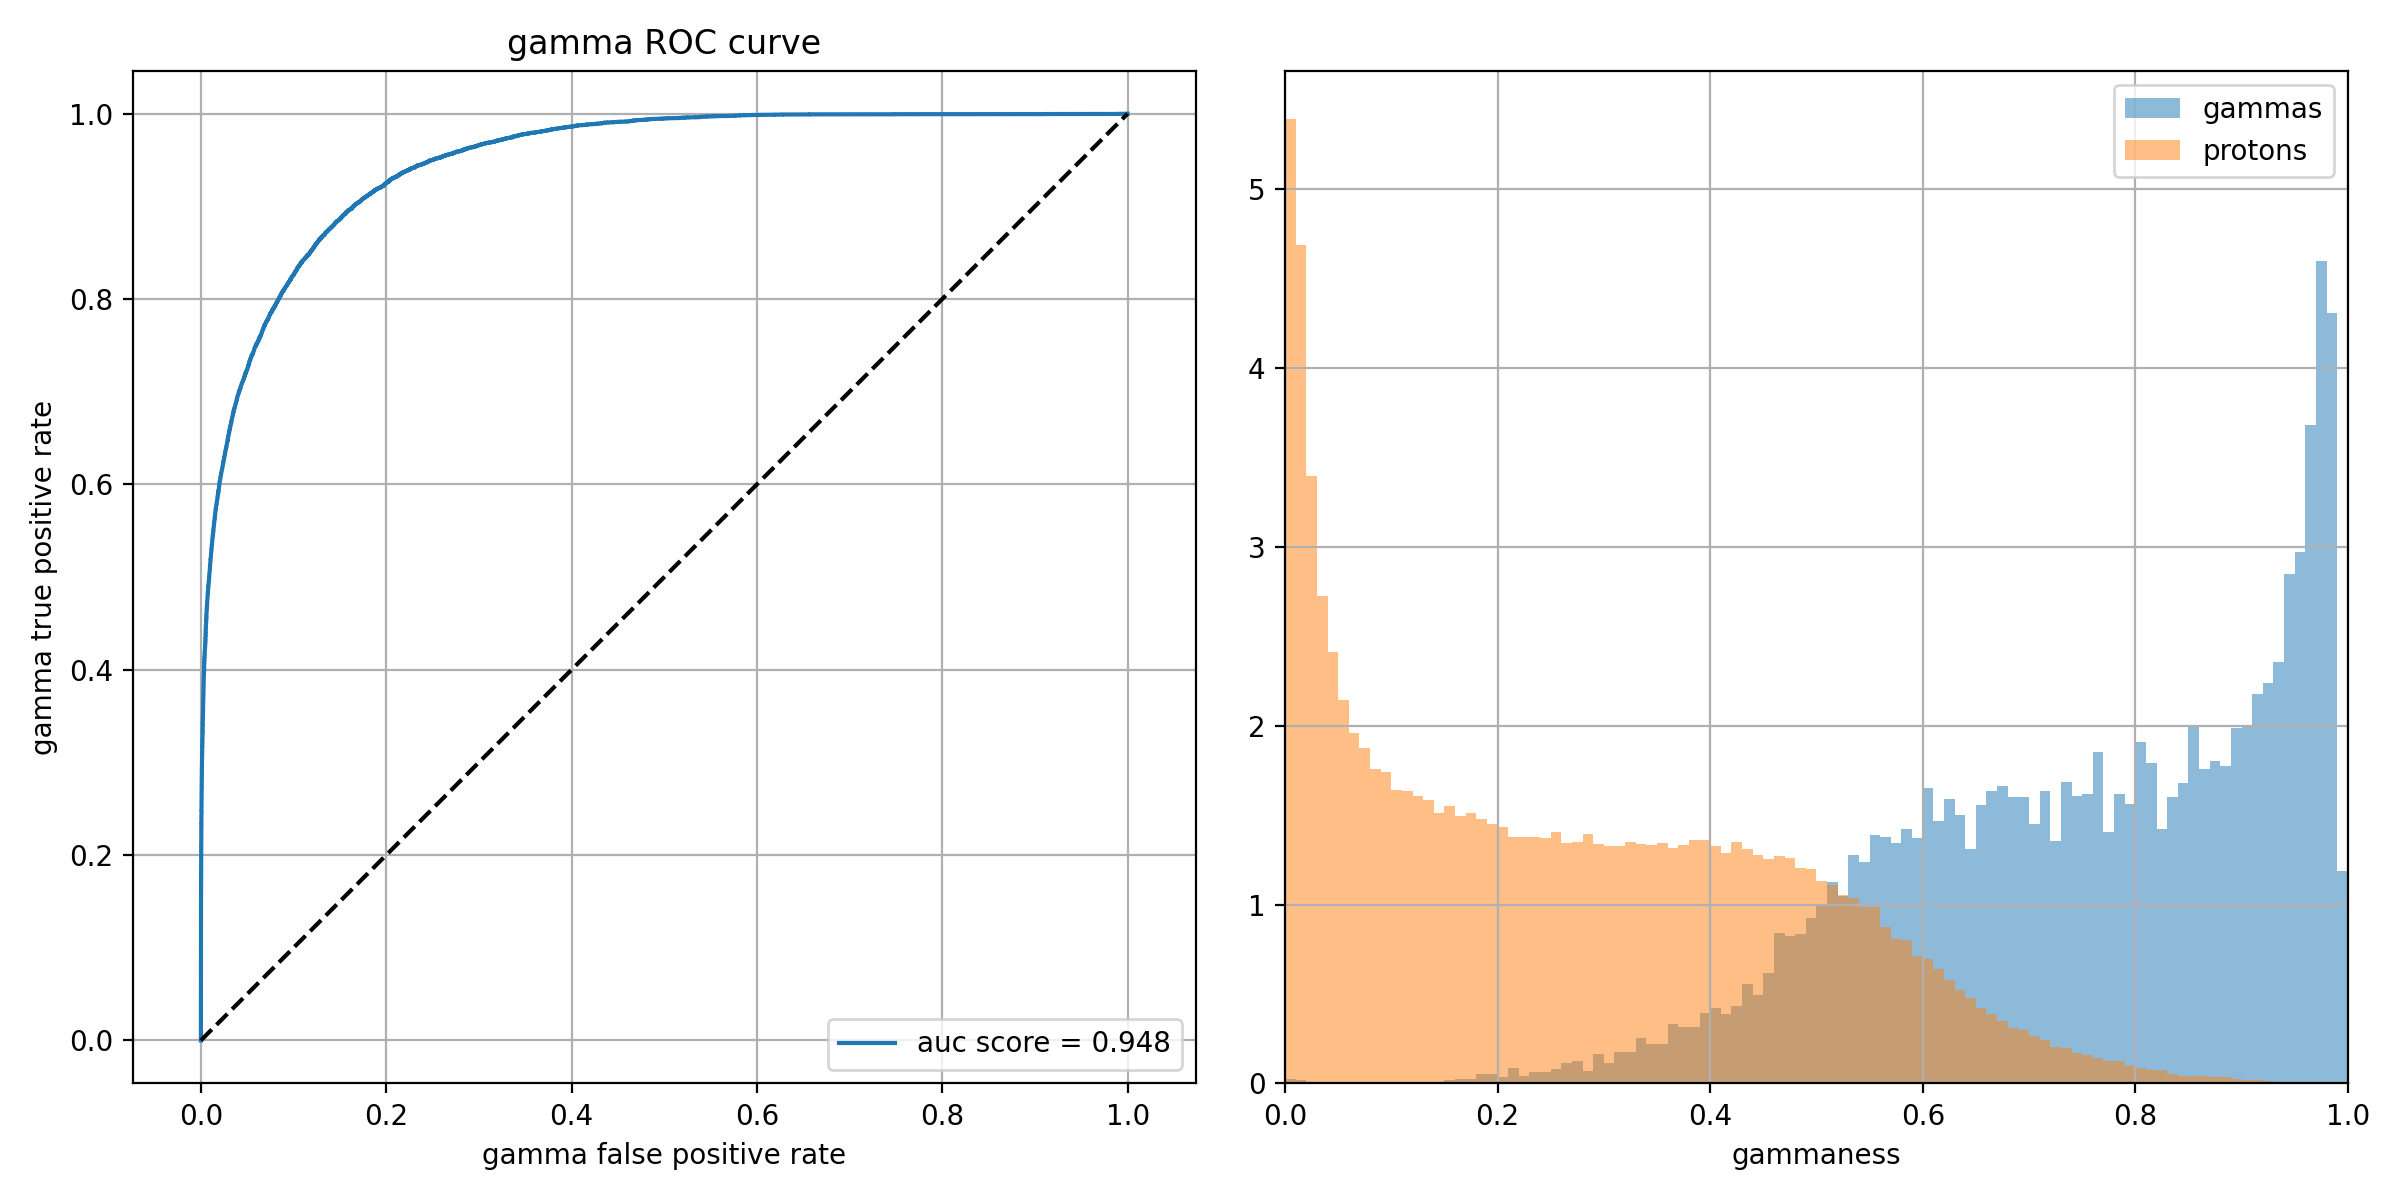 gamma ROC curve
1.0
0.8
0.6
0.4
0.2
0.0
gamma true positive rate
0.0 0.2 0.4 0.6 0.8 1.0
gamma false positive rate
auc score = 0.948
gammas
protons
5
4
3
2
1
0
0.0 0.2 0.4 0.6 0.8 1.0
gammaness